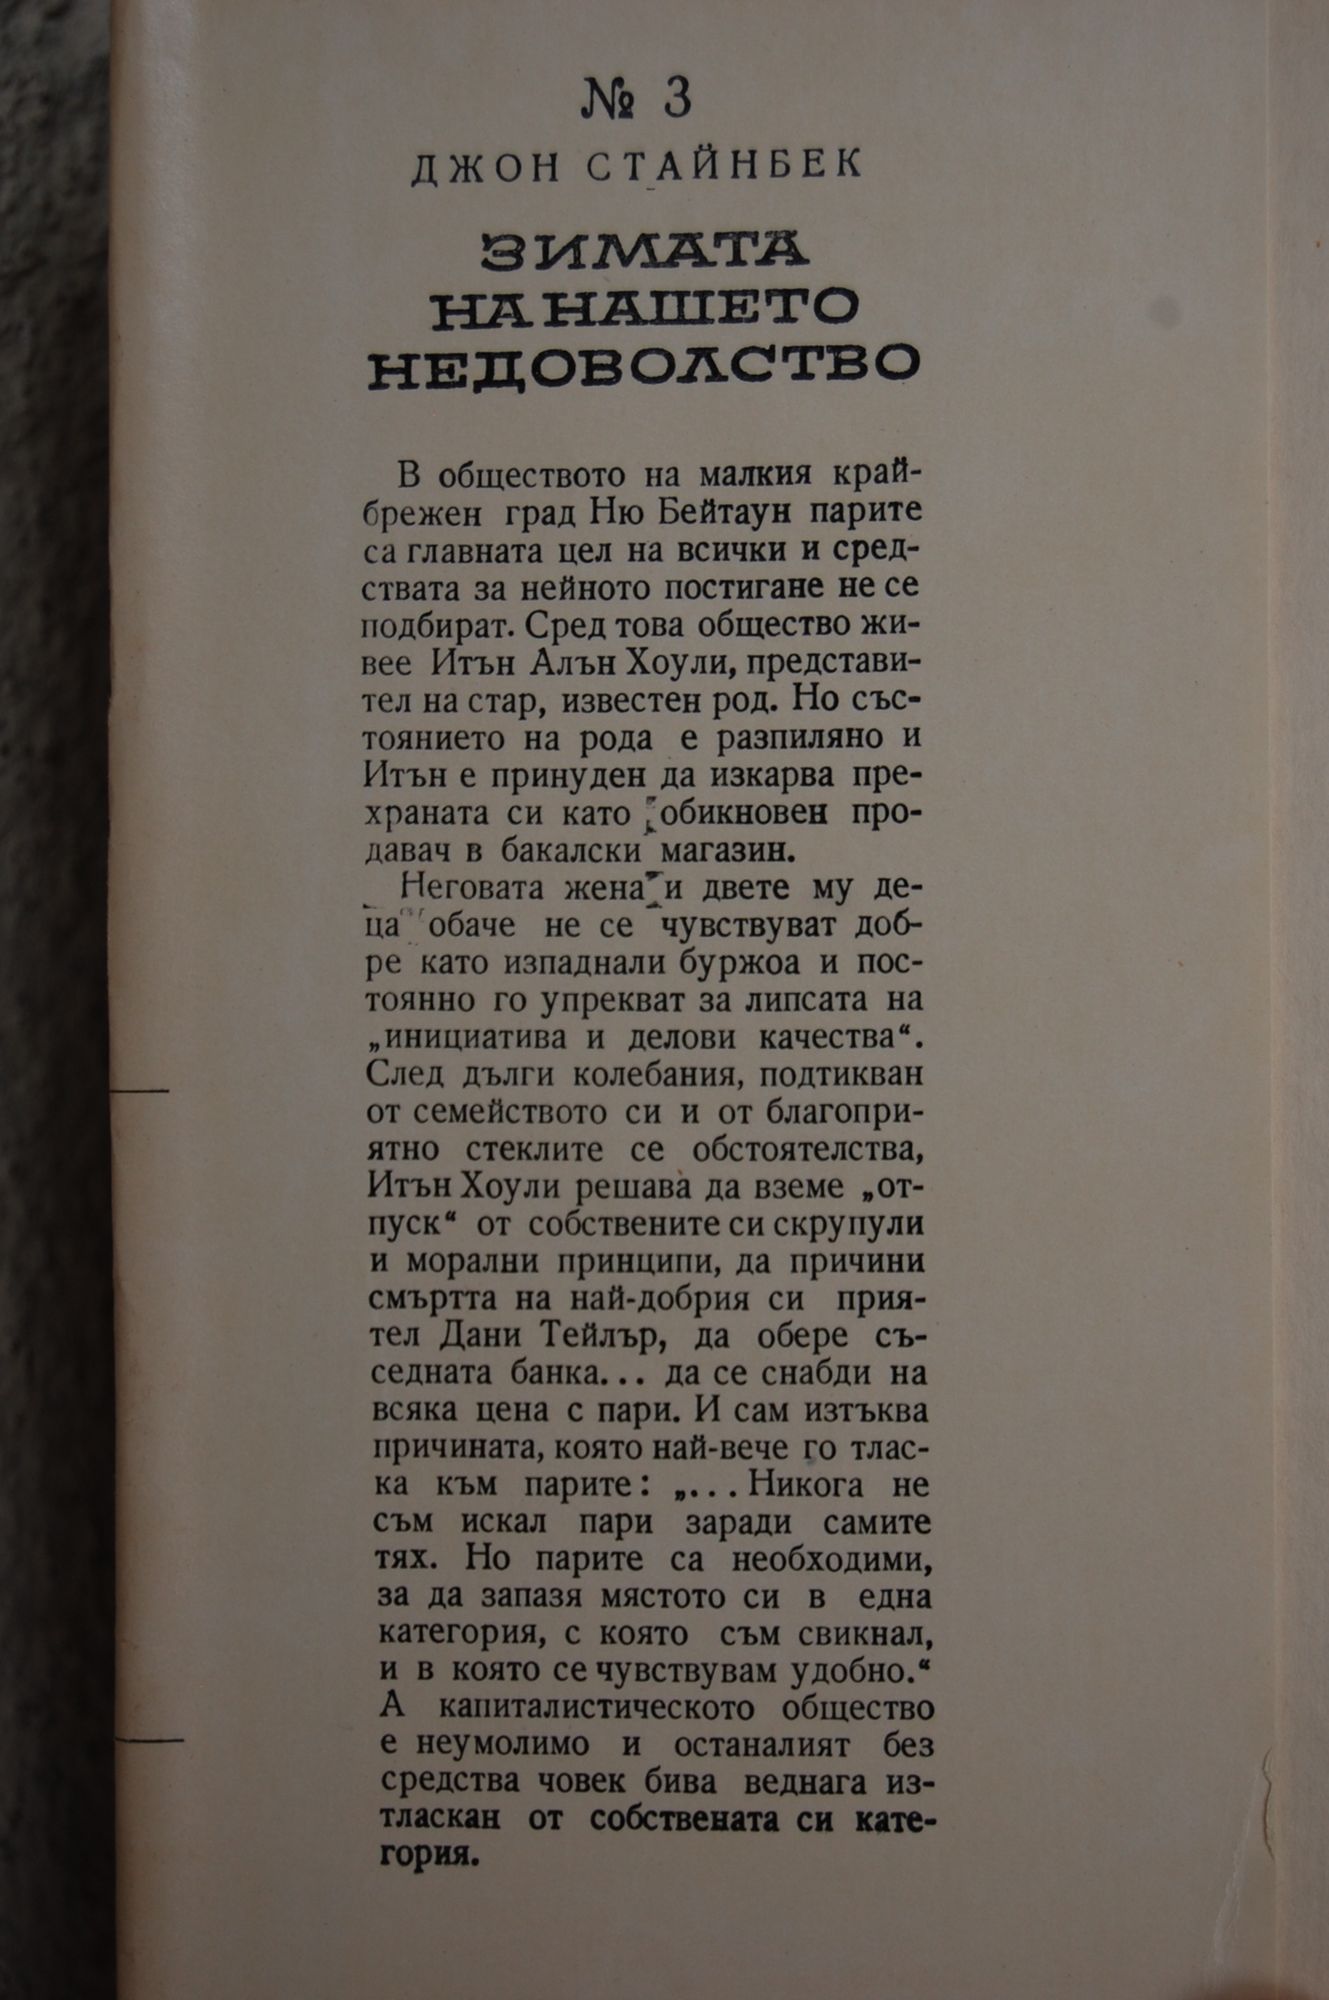 № 3
ДЖОН СТАЙНБЕК
ЗИМАТА
НА НАШЕТО
НЕДОВОЛСТВО
В обществото на малкия край-
брежен град Ню Бейтаун парите
са главната цел на всички и сред-
ствата за нейното постигане не се
подбират. Сред това общество жи-
вее Итън Алън Хоули, представи-
тел на стар, известен род. Но със-
тоянието на рода е разпиляно и
Итън е принуден да изкарва пре-
храната си като обикновен про-
давач в бакалски магазин.
Неговата жена и двете му де-
ца обаче не се чувствуват доб-
ре като изпаднали буржоа и пос-
тоянно го упрекват за липсата на
„инициатива и делови качества“.
След дълги колебания, подтикван
от семейството си и от благопри-
ятно стеклите се обстоятелства,
Итън Хоули решава да вземе „от-
пуск“ от собствените си скрупули
и морални принципи, да причини
смъртта на най-добрия си прия-
тел Дани Тейлър, да обере съ-
седната банка... да се снабди на
всяка цена с пари. И сам изтъква
причината, която най-вече го тлас-
ка към парите: „... Никога не
съм искал пари заради самите
тях. Но парите са необходими,
за да запазя мястото си в една
категория, с която съм свикнал,
и в която се чувствувам удобно.“
А капиталистическото общество
е неумолимо и останалият без
средства човек бива веднага из-
тласкан от собствената си кате-
гория.